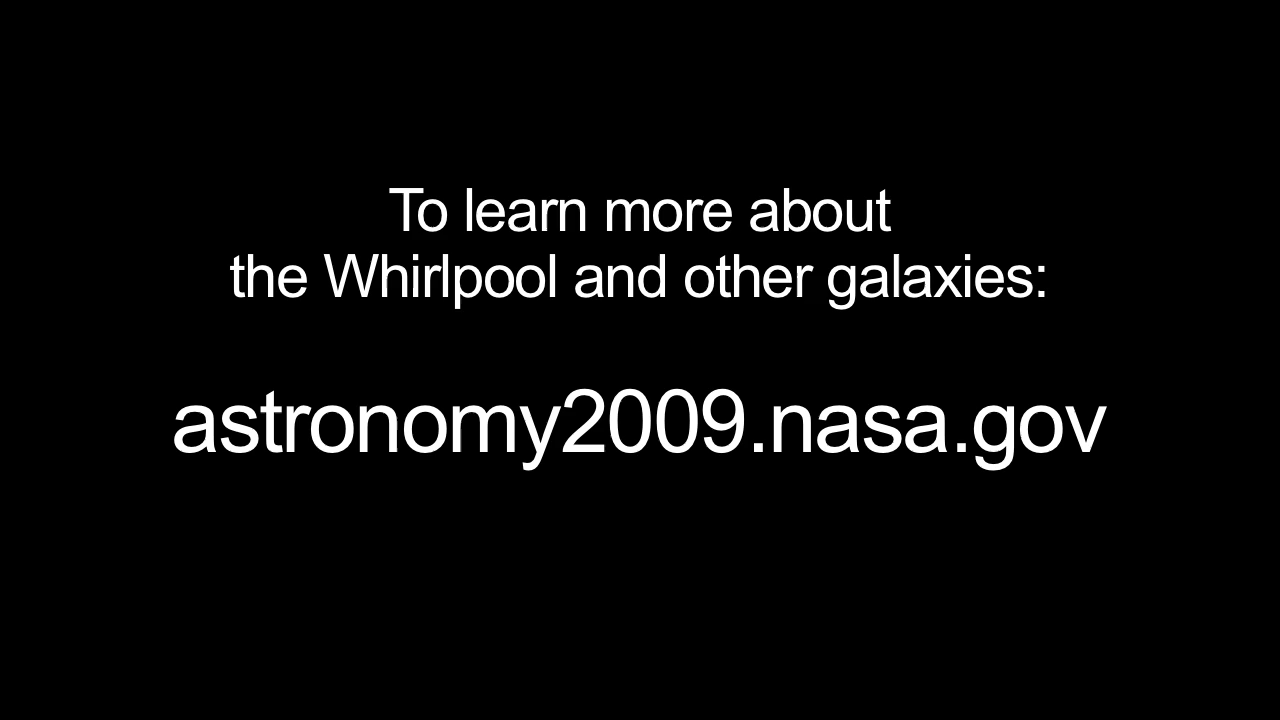 To learn more about
the Whirlpool and other galaxies:
astronomy2009.nasa.gov